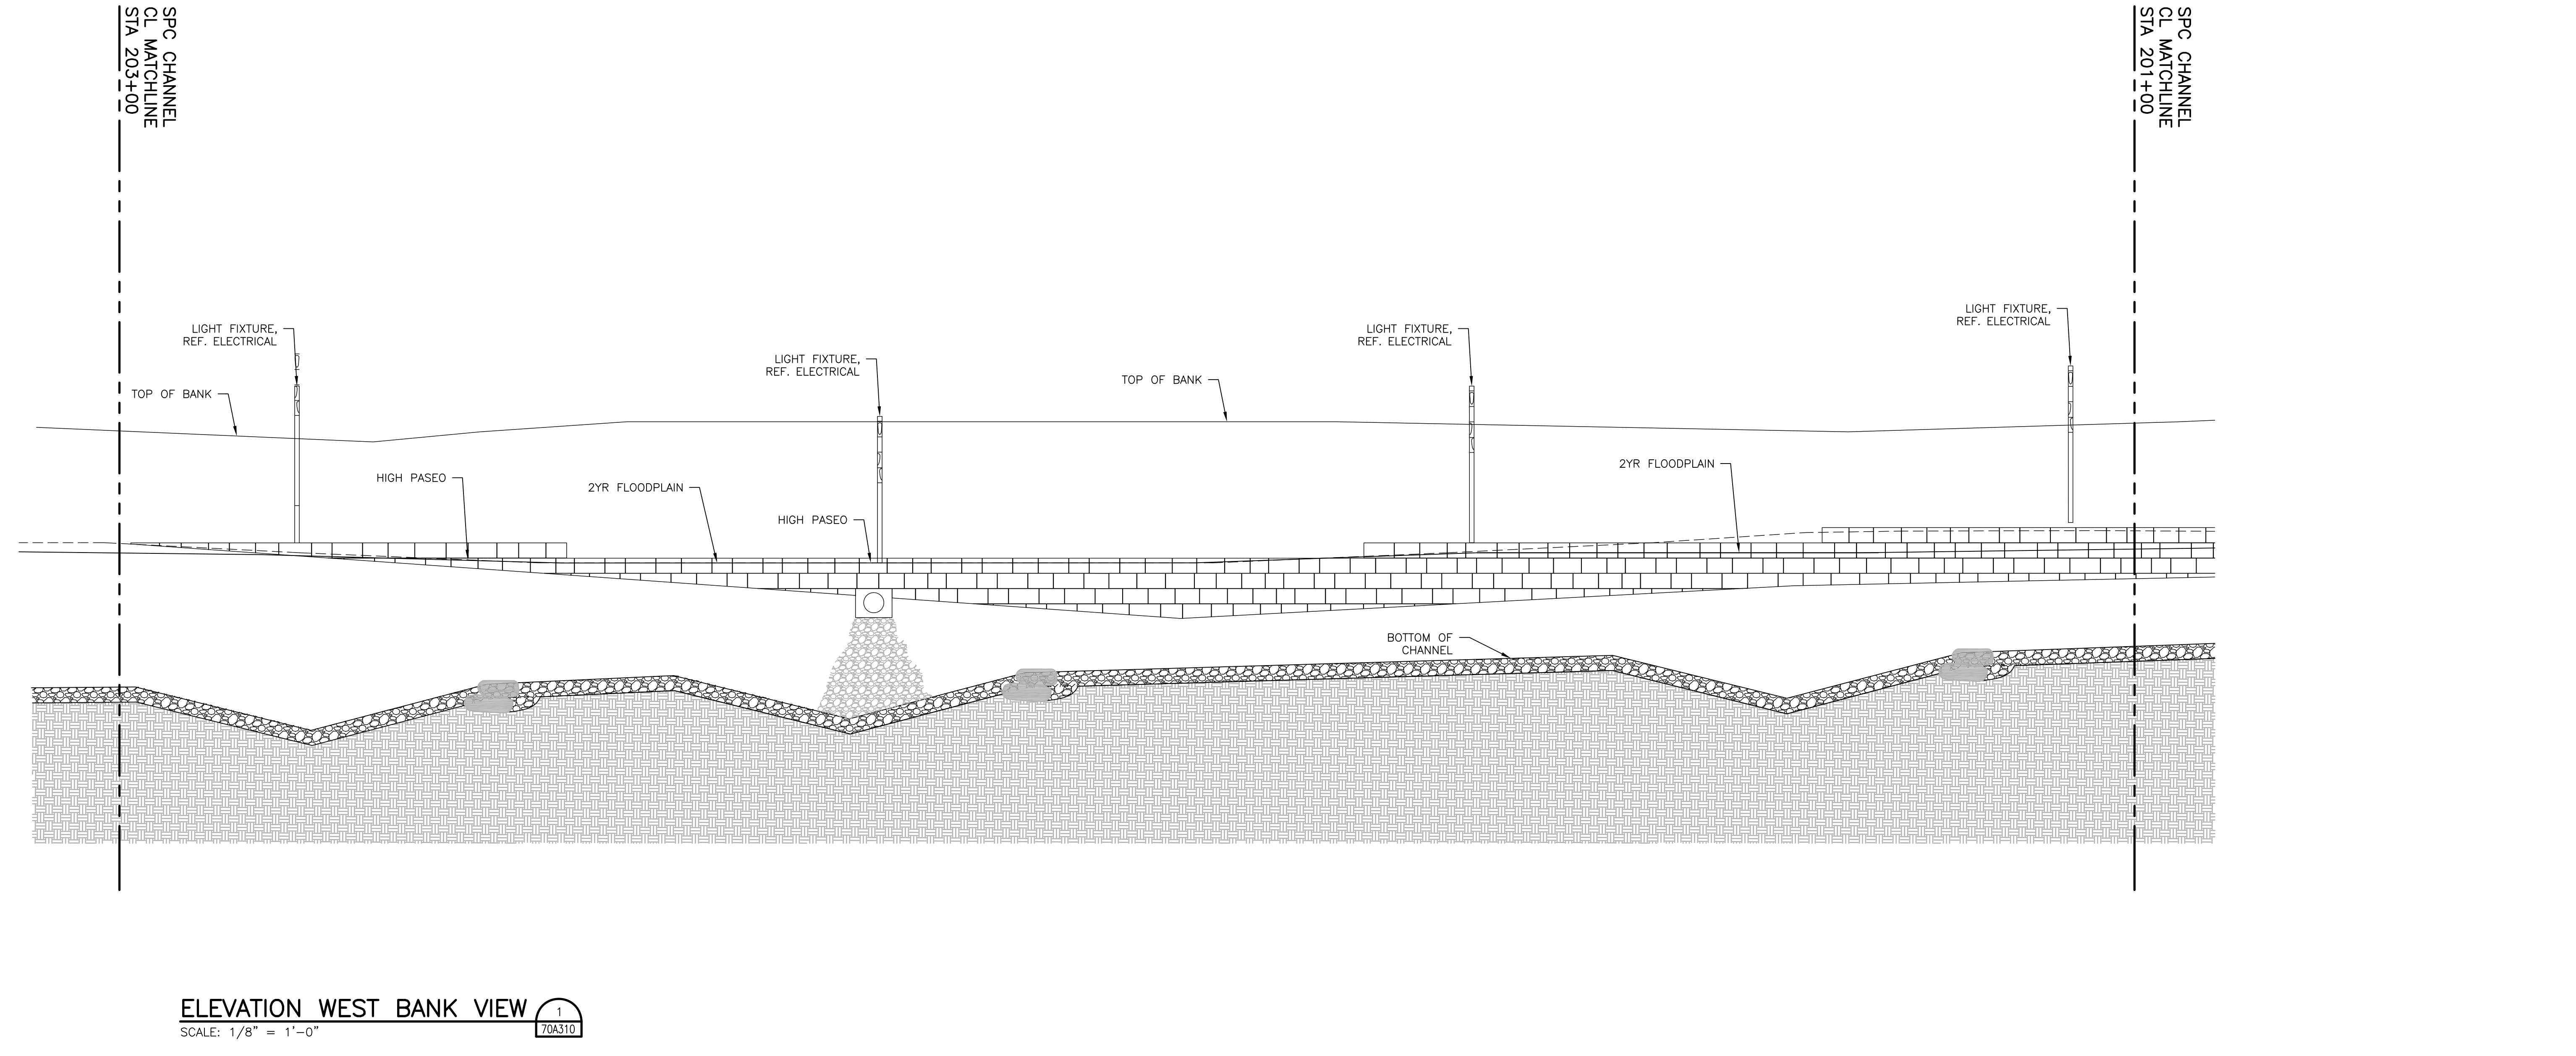 SPC CHANNEL
CL MATCHLINE
STA 203+00
SPC CHANNEL
CL MATCHLINE
STA 201+00
LIGHT FIXTURE,
REF. ELECTRICAL
TOP OF BANK
HIGH PASEO
2YR FLOODPLAIN
LIGHT FIXTURE,
REF. ELECTRICAL
HIGH PASEO
TOP OF BANK
LIGHT FIXTURE,
REF. ELECTRICAL
2YR FLOODPLAIN
LIGHT FIXTURE,
REF. ELECTRICAL
BOTTOM OF
CHANNEL
ELEVATION WEST BANK VIEW
SCALE: 1/8" = 1'-0"
1
70A310